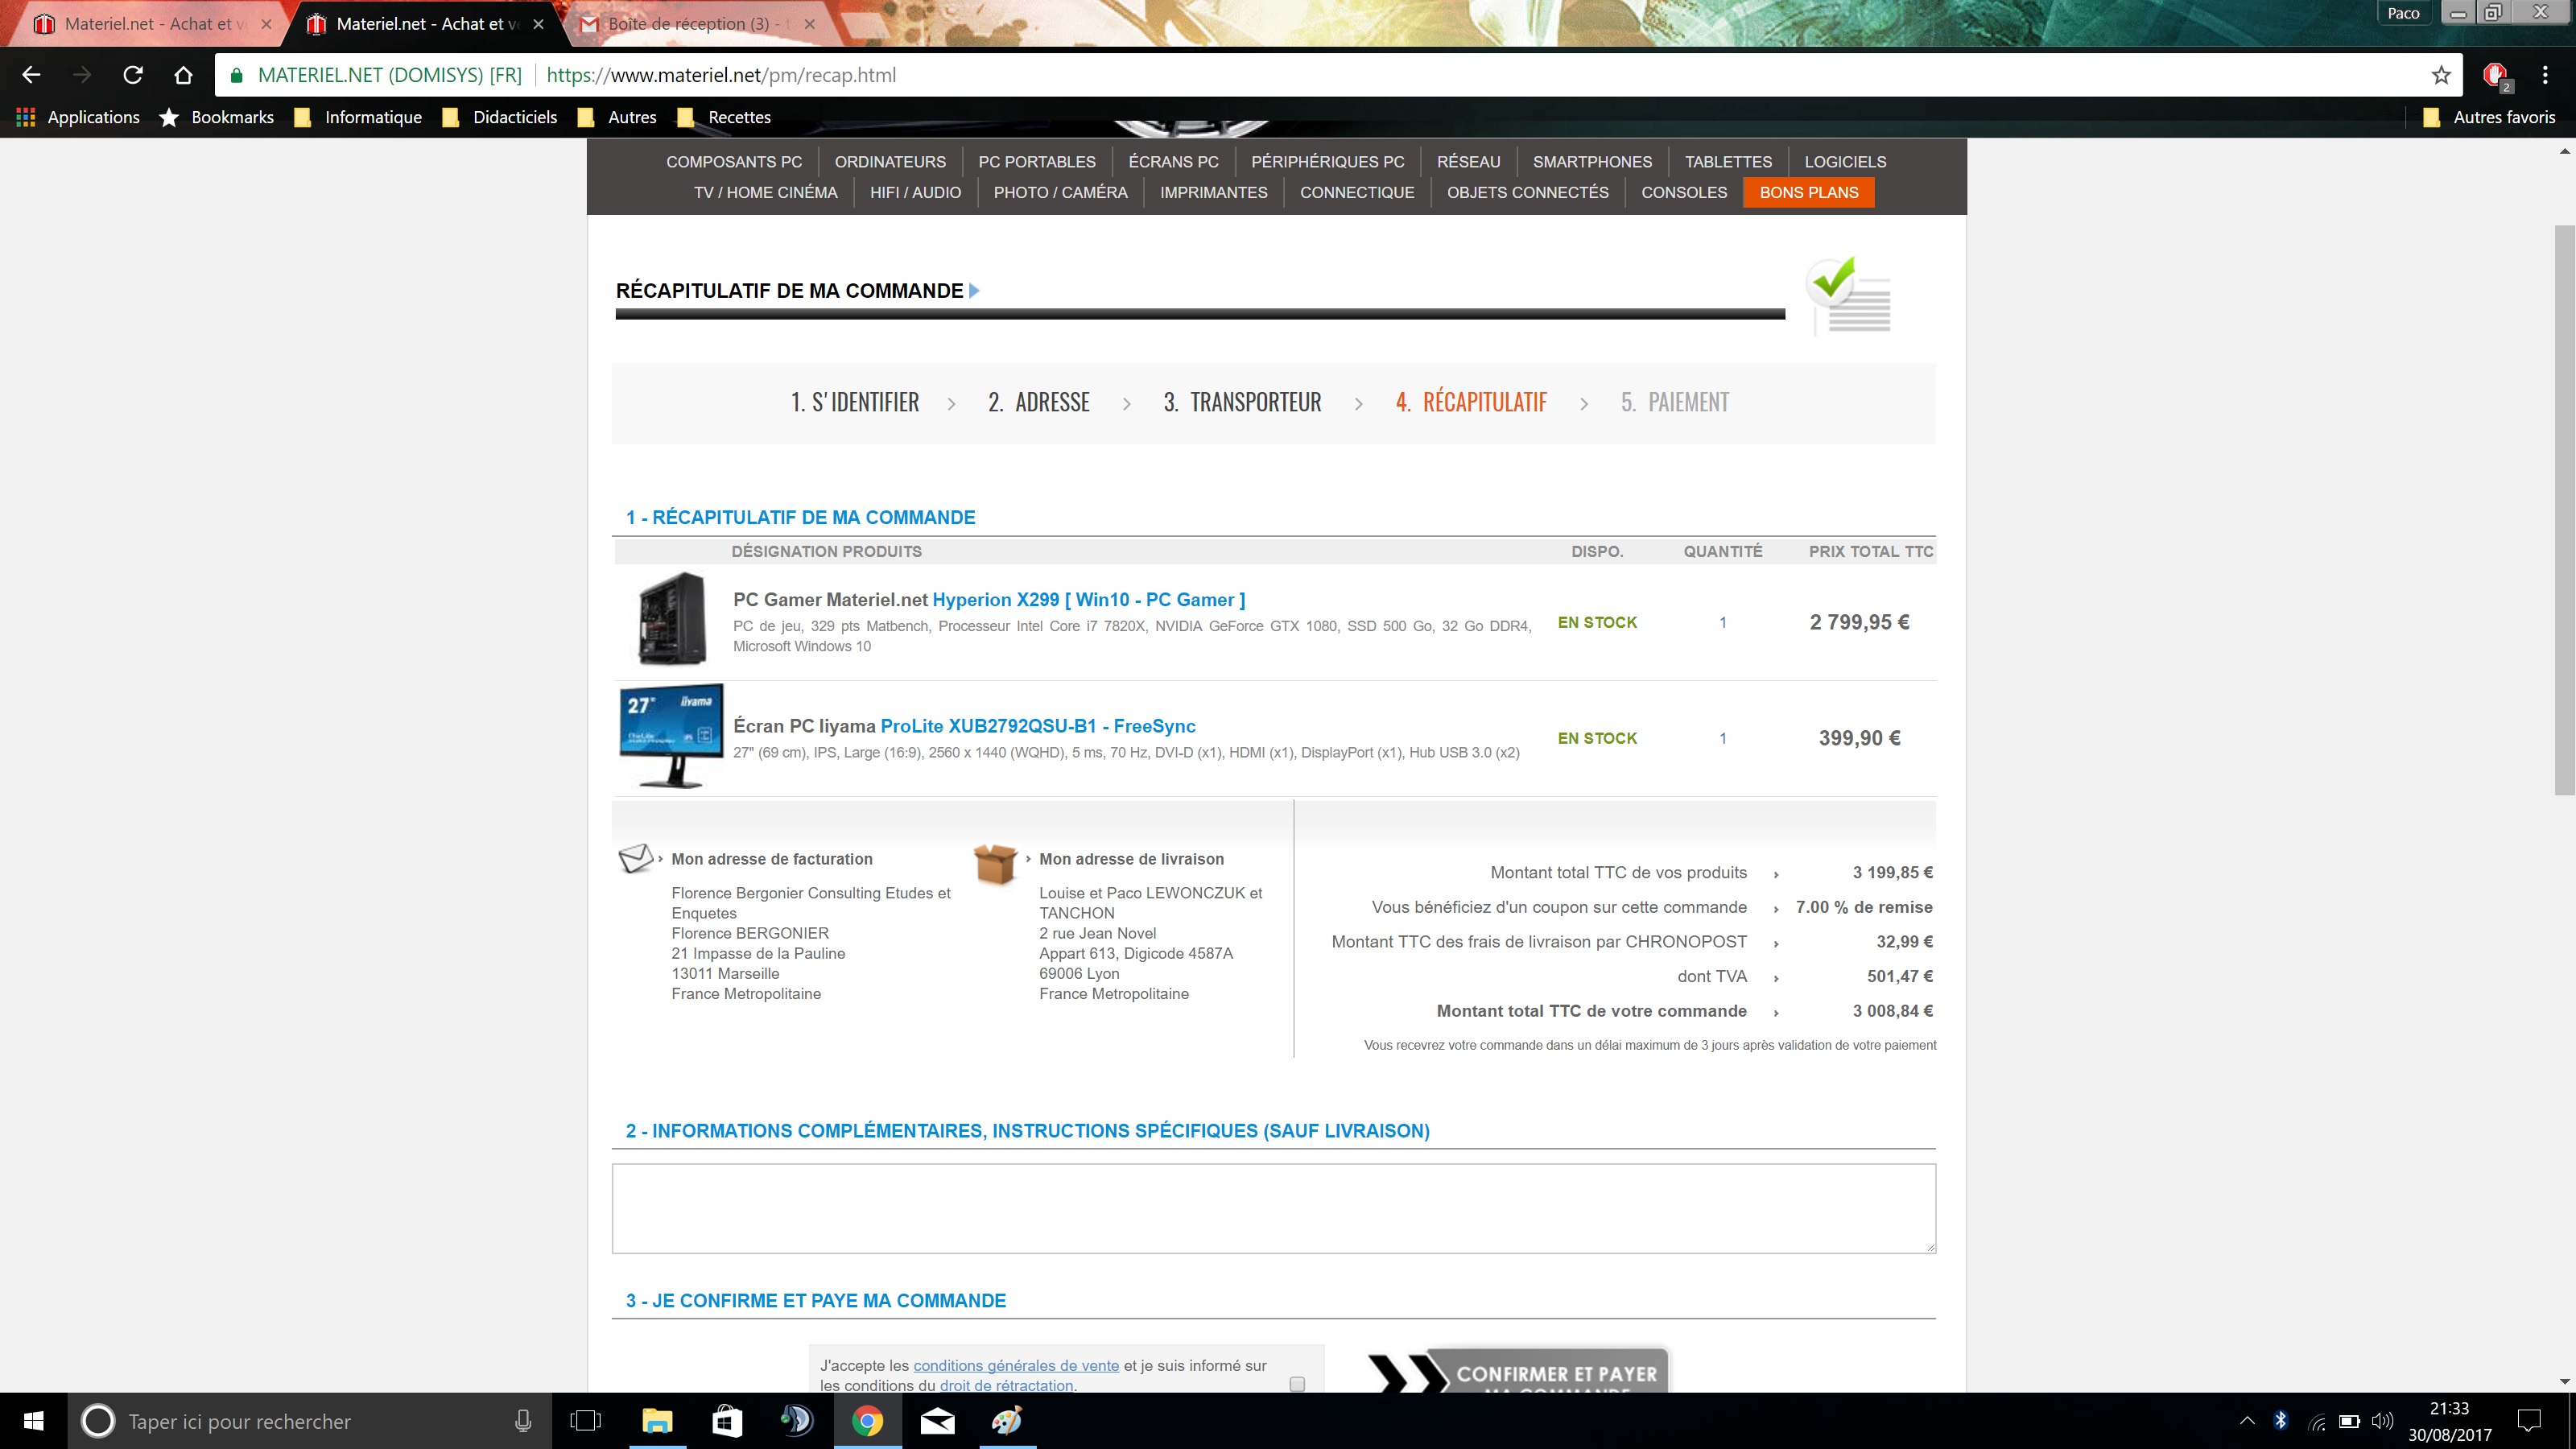 Materiel.net - Achat et v
Materiel.net - Achat et v
Boîte de réception (3) -
Paco
MATERIEL.NET (DOMISYS) [FR]
https://www.materiel.net/pm/recap.html
2
Applications
Bookmarks
Informatique
Didacticiels
Autres
Recettes
Autres favoris
COMPOSANTS PC ORDINATEURS PC PORTABLES ÉCRANS PC PÉRIPHÉRIQUES PC RÉSEAU SMARTPHONES TABLETTES LOGICIELS
TV / HOME CINÉMA HIFI / AUDIO PHOTO / CAMÉRA IMPRIMANTES CONNECTIQUE OBJETS CONNECTÉS CONSOLES BONS PLANS
RÉCAPITULATIF DE MA COMMANDE
1. S'IDENTIFIER > 2. ADRESSE > 3. TRANSPORTEUR > 4. RÉCAPITULATIF > 5. PAIEMENT
1 - RÉCAPITULATIF DE MA COMMANDE
DÉSIGNATION PRODUITS DISPO. QUANTITÉ PRIX TOTAL TTC
PC Gamer Materiel.net Hyperion X299 [ Win10 - PC Gamer ]
PC de jeu, 329 pts Matbench, Processeur Intel Core i7 7820X, NVIDIA GeForce GTX 1080, SSD 500 Go, 32 Go DDR4,
Microsoft Windows 10
EN STOCK 1 2 799,95 €
27" iiyama
Écran PC Iiyama ProLite XUB2792QSU-B1 - FreeSync
27" (69 cm), IPS, Large (16:9), 2560 x 1440 (WQHD), 5 ms, 70 Hz, DVI-D (x1), HDMI (x1), DisplayPort (x1), Hub USB 3.0 (x2)
EN STOCK 1 399,90 €
Mon adresse de facturation
Florence Bergonier Consulting Etudes et
Enquetes
Florence BERGONIER
21 Impasse de la Pauline
13011 Marseille
France Metropolitaine
Mon adresse de livraison
Louise et Paco LEWONCZUK et
TANCHON
2 rue Jean Novel
Appart 613, Digicode 4587A
69006 Lyon
France Metropolitaine
Montant total TTC de vos produits 3 199,85 €
Vous bénéficiez d'un coupon sur cette commande 7.00 % de remise
Montant TTC des frais de livraison par CHRONOPOST 32,99 €
dont TVA 501,47 €
Montant total TTC de votre commande 3 008,84 €
Vous recevrez votre commande dans un délai maximum de 3 jours après validation de votre paiement
2 - INFORMATIONS COMPLÉMENTAIRES, INSTRUCTIONS SPÉCIFIQUES (SAUF LIVRAISON)
3 - JE CONFIRME ET PAYE MA COMMANDE
J'accepte les conditions générales de vente et je suis informé sur
les conditions du droit de rétractation.
CONFIRMER ET PAYER
MA COMMANDE
Taper ici pour rechercher
21:33
30/08/2017